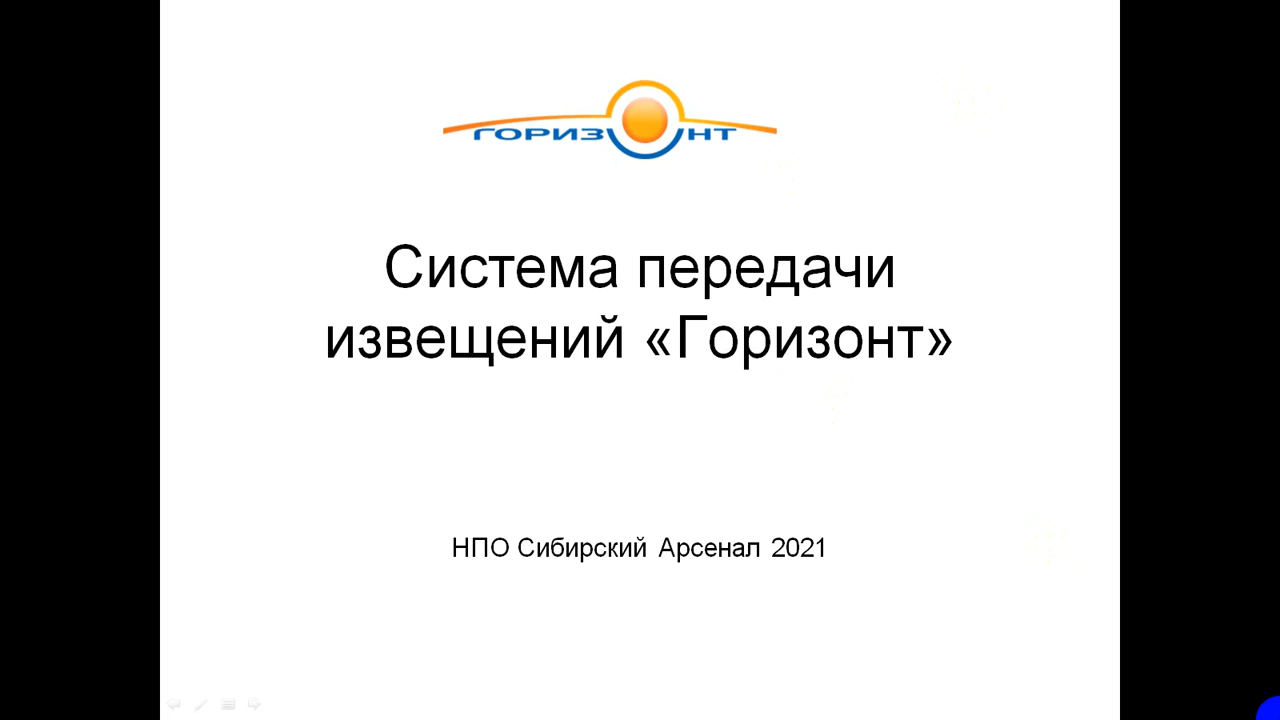 ГОРИЗОНТ
Система передачи
извещений «Горизонт»
НПО Сибирский Арсенал 2021